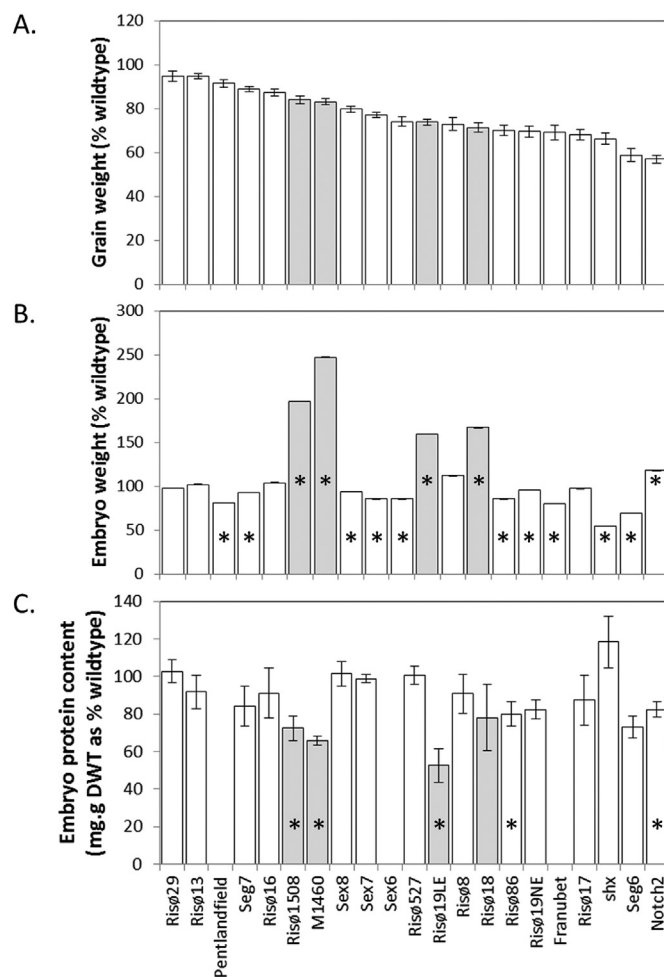 A.
Grain weight (% wildtype)
120
100
80
60
40
20
0
B.
Embryo weight (% wildtype)
300
250
200
150
100
50
0
* * * * * * * * * * * * * * *
C.
Embryo protein content
(mg.g DWT as % wildtype)
140
120
100
80
60
40
20
0
* * * * *
Risø29
Risø13
Pentlandfield
Seg7
Risø16
Risø1508
M1460
Sex8
Sex7
Sex6
Risø527
Risø19LE
Risø8
Risø18
Risø86
Risø19NE
Franubet
Risø17
shx
Seg6
Notch2